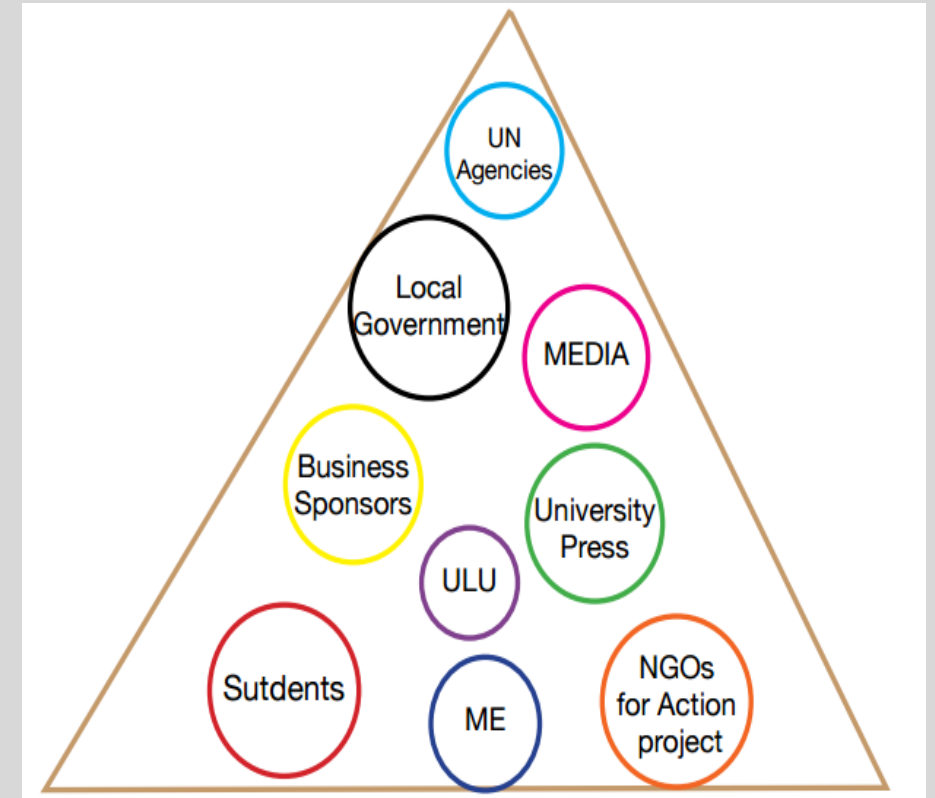 UN
Agencies
Local
Government
MEDIA
Business
Sponsors
University
Press
ULU
Sutdents
ME
NGOs
for Action
project